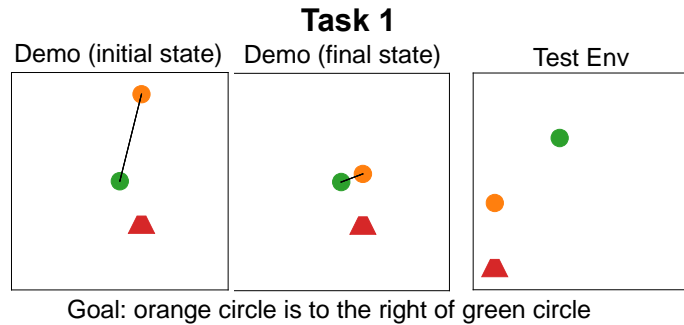 Task 1
Demo (initial state) Demo (final state) Test Env
Goal: orange circle is to the right of green circle